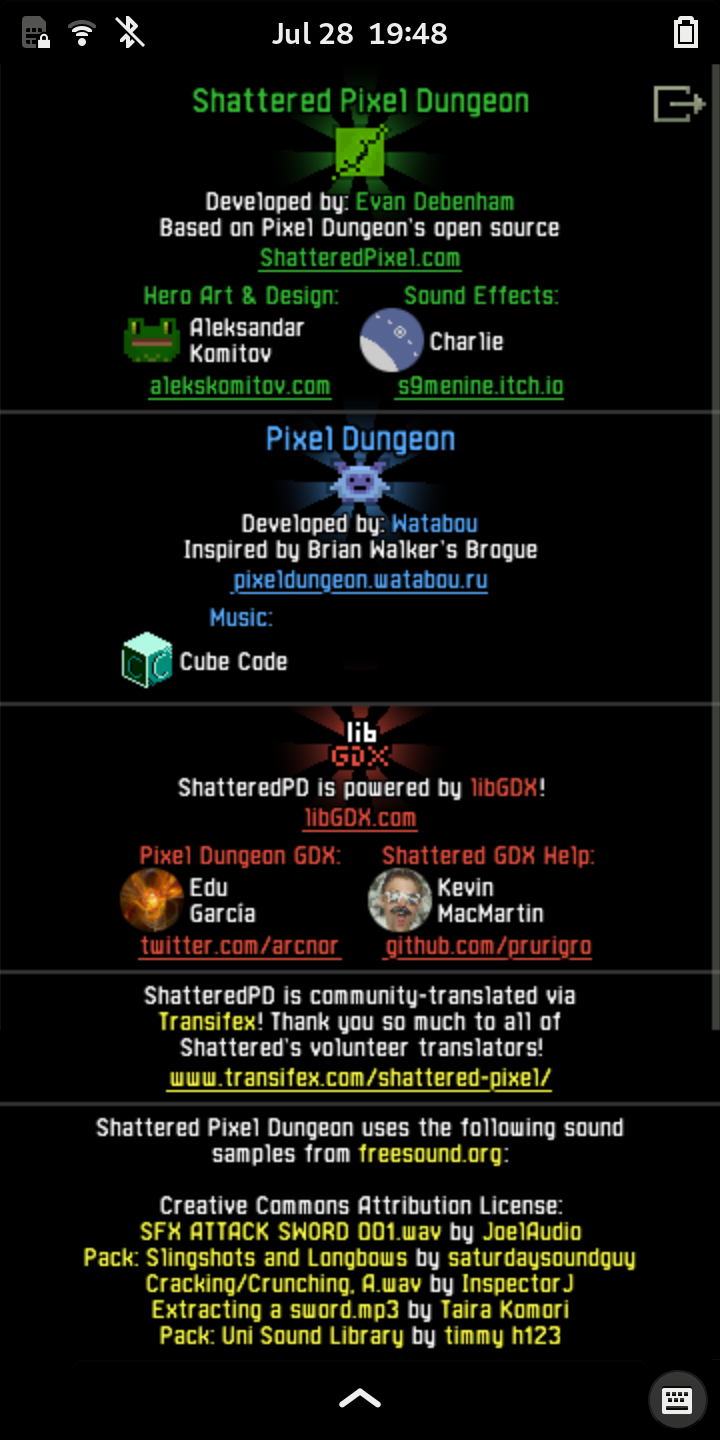 Jul 28 19:48
Shattered Pixel Dungeon
Developed by: Evan Debenham
Based on Pixel Dungeon's open source
ShatteredPixel.com
Hero Art & Design:
Aleksandar
Komitov
alekskomitov.com
Sound Effects:
Charlie
s9menine.itch.io
Pixel Dungeon
Developed by: Watabou
Inspired by Brian Walker's Brogue
pixeldungeon.watabou.ru
Music:
Cube Code
lib
GDX
ShatteredPD is powered by libGDX!
libGDX.com
Pixel Dungeon GDX:
Edu
García
twitter.com/arcnor
Shattered GDX Help:
Kevin
MacMartin
github.com/prurigro
ShatteredPD is community-translated via
Transifex! Thank you so much to all of
Shattered's volunteer translators!
www.transifex.com/shattered-pixel/
Shattered Pixel Dungeon uses the following sound
samples from freesound.org:
Creative Commons Attribution License:
SFX ATTACK SWORD 001.wav by JoelAudio
Pack: Slingshots and Longbows by saturdaysoundguy
Cracking/Crunching, A.wav by InspectorJ
Extracting a sword.mp3 by Taira Komori
Pack: Uni Sound Library by timmy h123